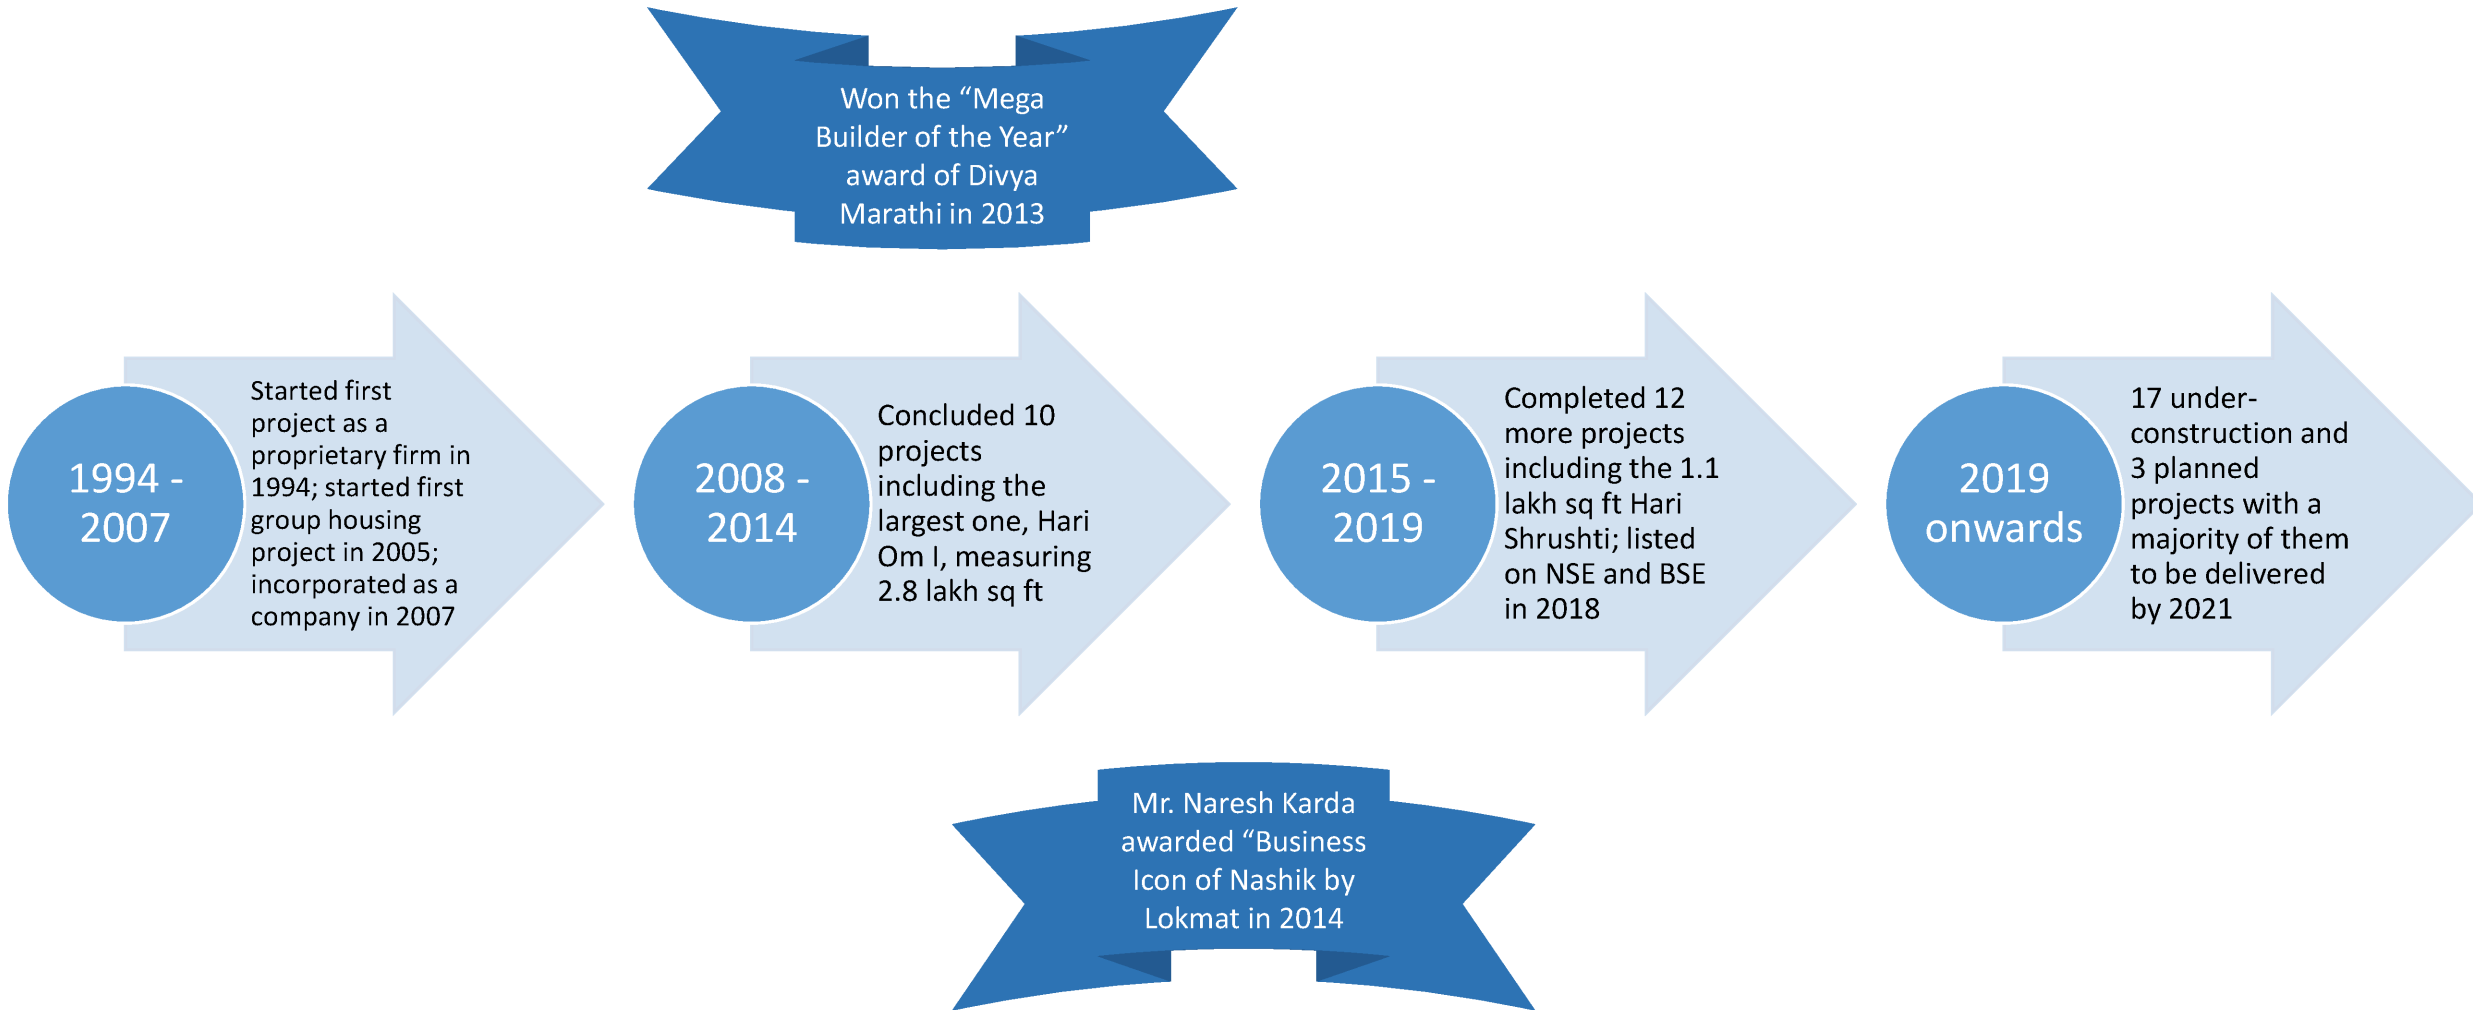 Won the “Mega
Builder of the Year”
award of Divya
Marathi in 2013
1994 -
2007
Started first
project as a
proprietary firm in
1994; started first
group housing
project in 2005;
incorporated as a
company in 2007
2008 -
2014
Concluded 10
projects
including the
largest one, Hari
Om I, measuring
2.8 lakh sq ft
2015 -
2019
Completed 12
more projects
including the 1.1
lakh sq ft Hari
Shrushti; listed
on NSE and BSE
in 2018
2019
onwards
17 under-
construction and
3 planned
projects with a
majority of them
to be delivered
by 2021
Mr. Naresh Karda
awarded “Business
Icon of Nashik by
Lokmat in 2014